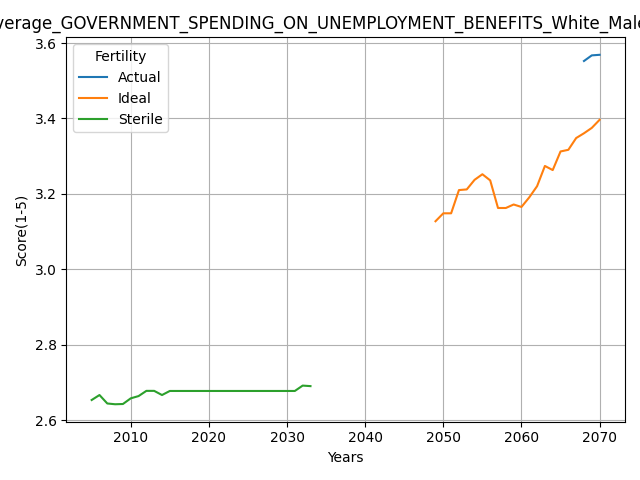 verage_GOVERNMENT_SPENDING_ON_UNEMPLOYMENT_BENEFITS_White_Male
3.6
3.4
3.2
3.0
2.8
2.6
Score(1-5)
Fertility
Actual
Ideal
Sterile
2010 2020 2030 2040 2050 2060 2070
Years